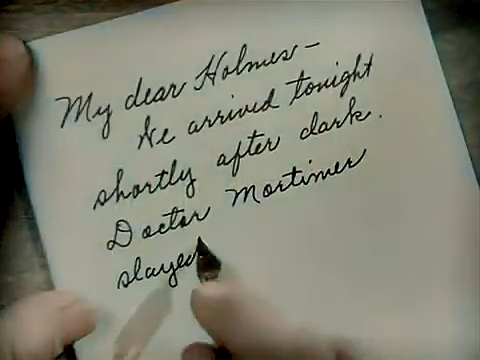 My dear Holmes—
We arrived tonight
shortly after dark.
Doctor Mortimer
stayed